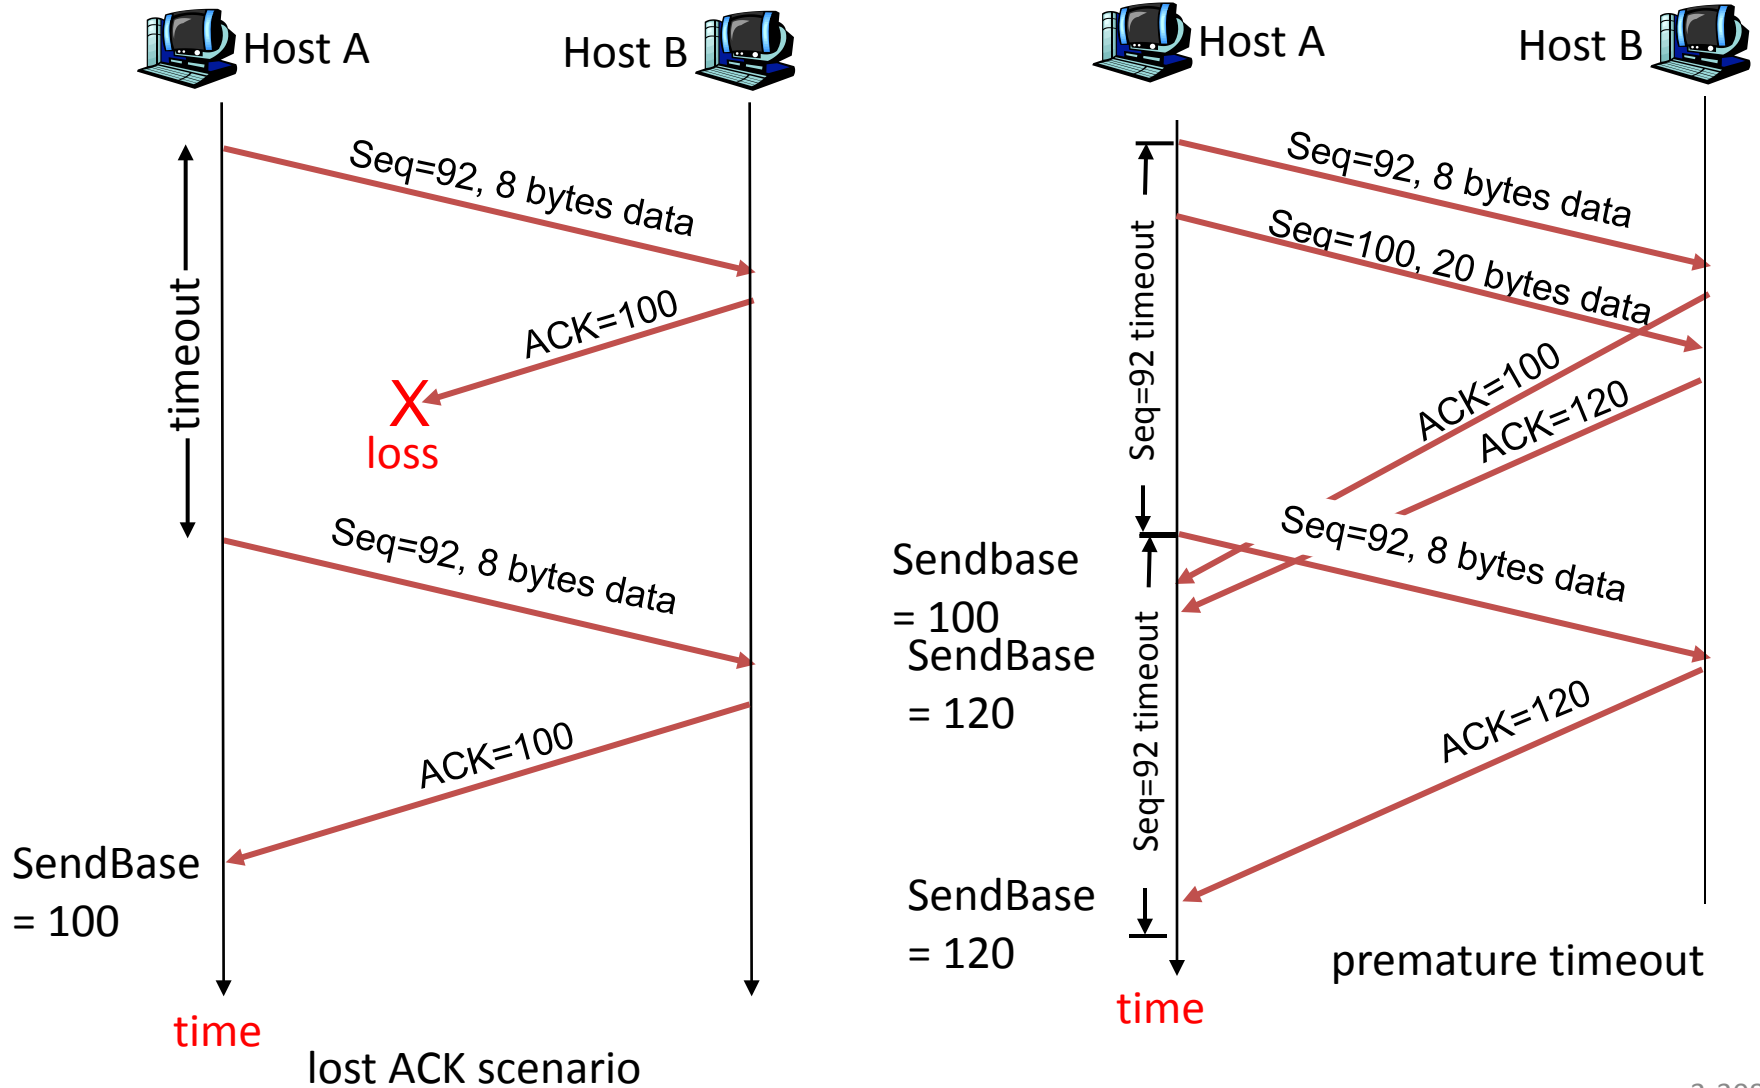 Host A
Host B
Seq=92, 8 bytes data
ACK=100
timeout
X
loss
Seq=92, 8 bytes data
ACK=100
SendBase
= 100
time
lost ACK scenario
Host A
Host B
Seq=92, 8 bytes data
Seq=100, 20 bytes data
Seq=92 timeout
ACK=100
ACK=120
Seq=92, 8 bytes data
Sendbase
= 100
SendBase
= 120
Seq=92 timeout
ACK=120
SendBase
= 120
premature timeout
time